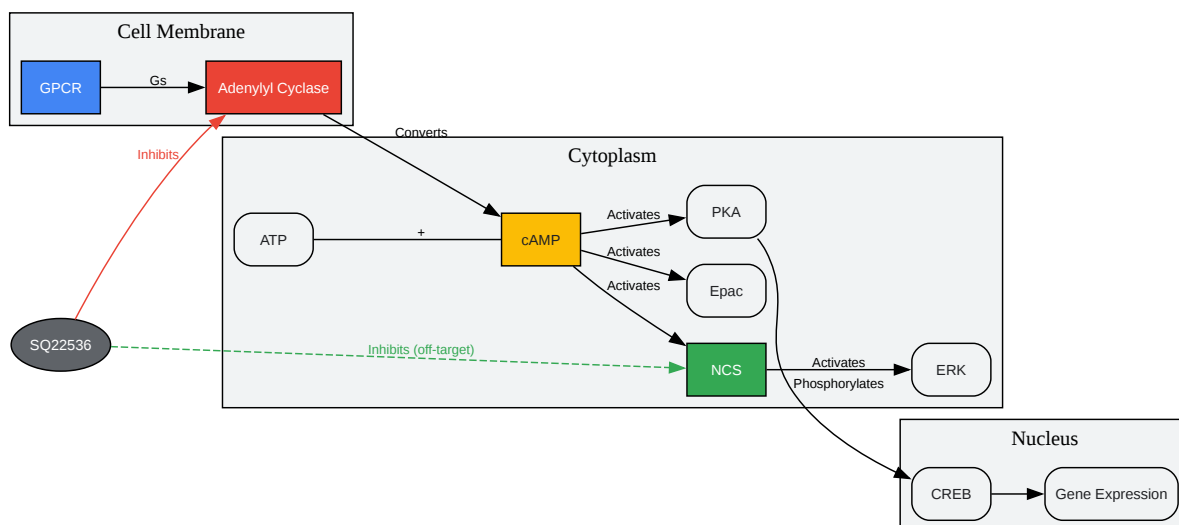 Cell Membrane
GPCR
Gs
Adenylyl Cyclase
Inhibits
Converts
Cytoplasm
ATP
+
cAMP
Activates
PKA
Activates
Epac
Activates
SQ22536
Inhibits (off-target)
NCS
Activates
ERK
Phosphorylates
Nucleus
CREB
Gene Expression